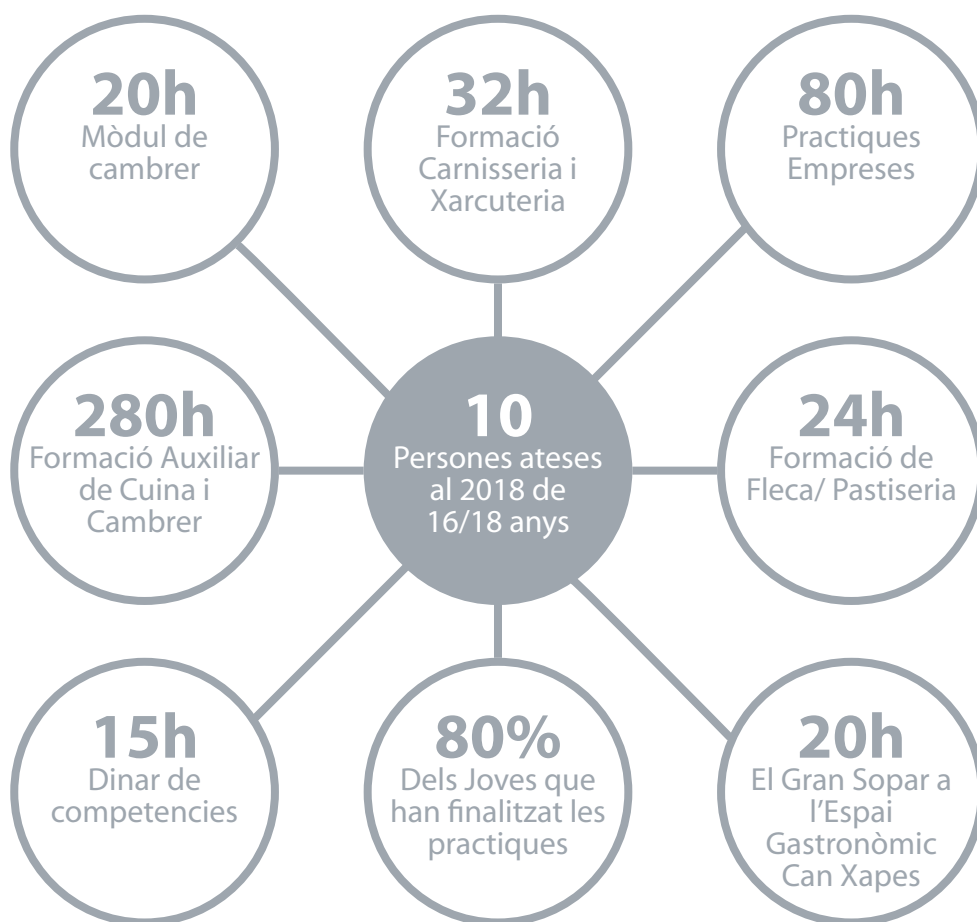 20h
Mòdul de
cambrer
32h
Formació
Carnisseria i
Xarcuteria
80h
Practiques
Empreses
280h
Formació Auxiliar
de Cuina i
Cambrer
10
Persones ateses
al 2018 de
16/18 anys
24h
Formació de
Fleca/ Pastiseria
15h
Dinar de
competencies
80%
Dels Joves que
han finalitzat les
practiques
20h
El Gran Sopar a
l’Espai
Gastronòmic
Can Xapes